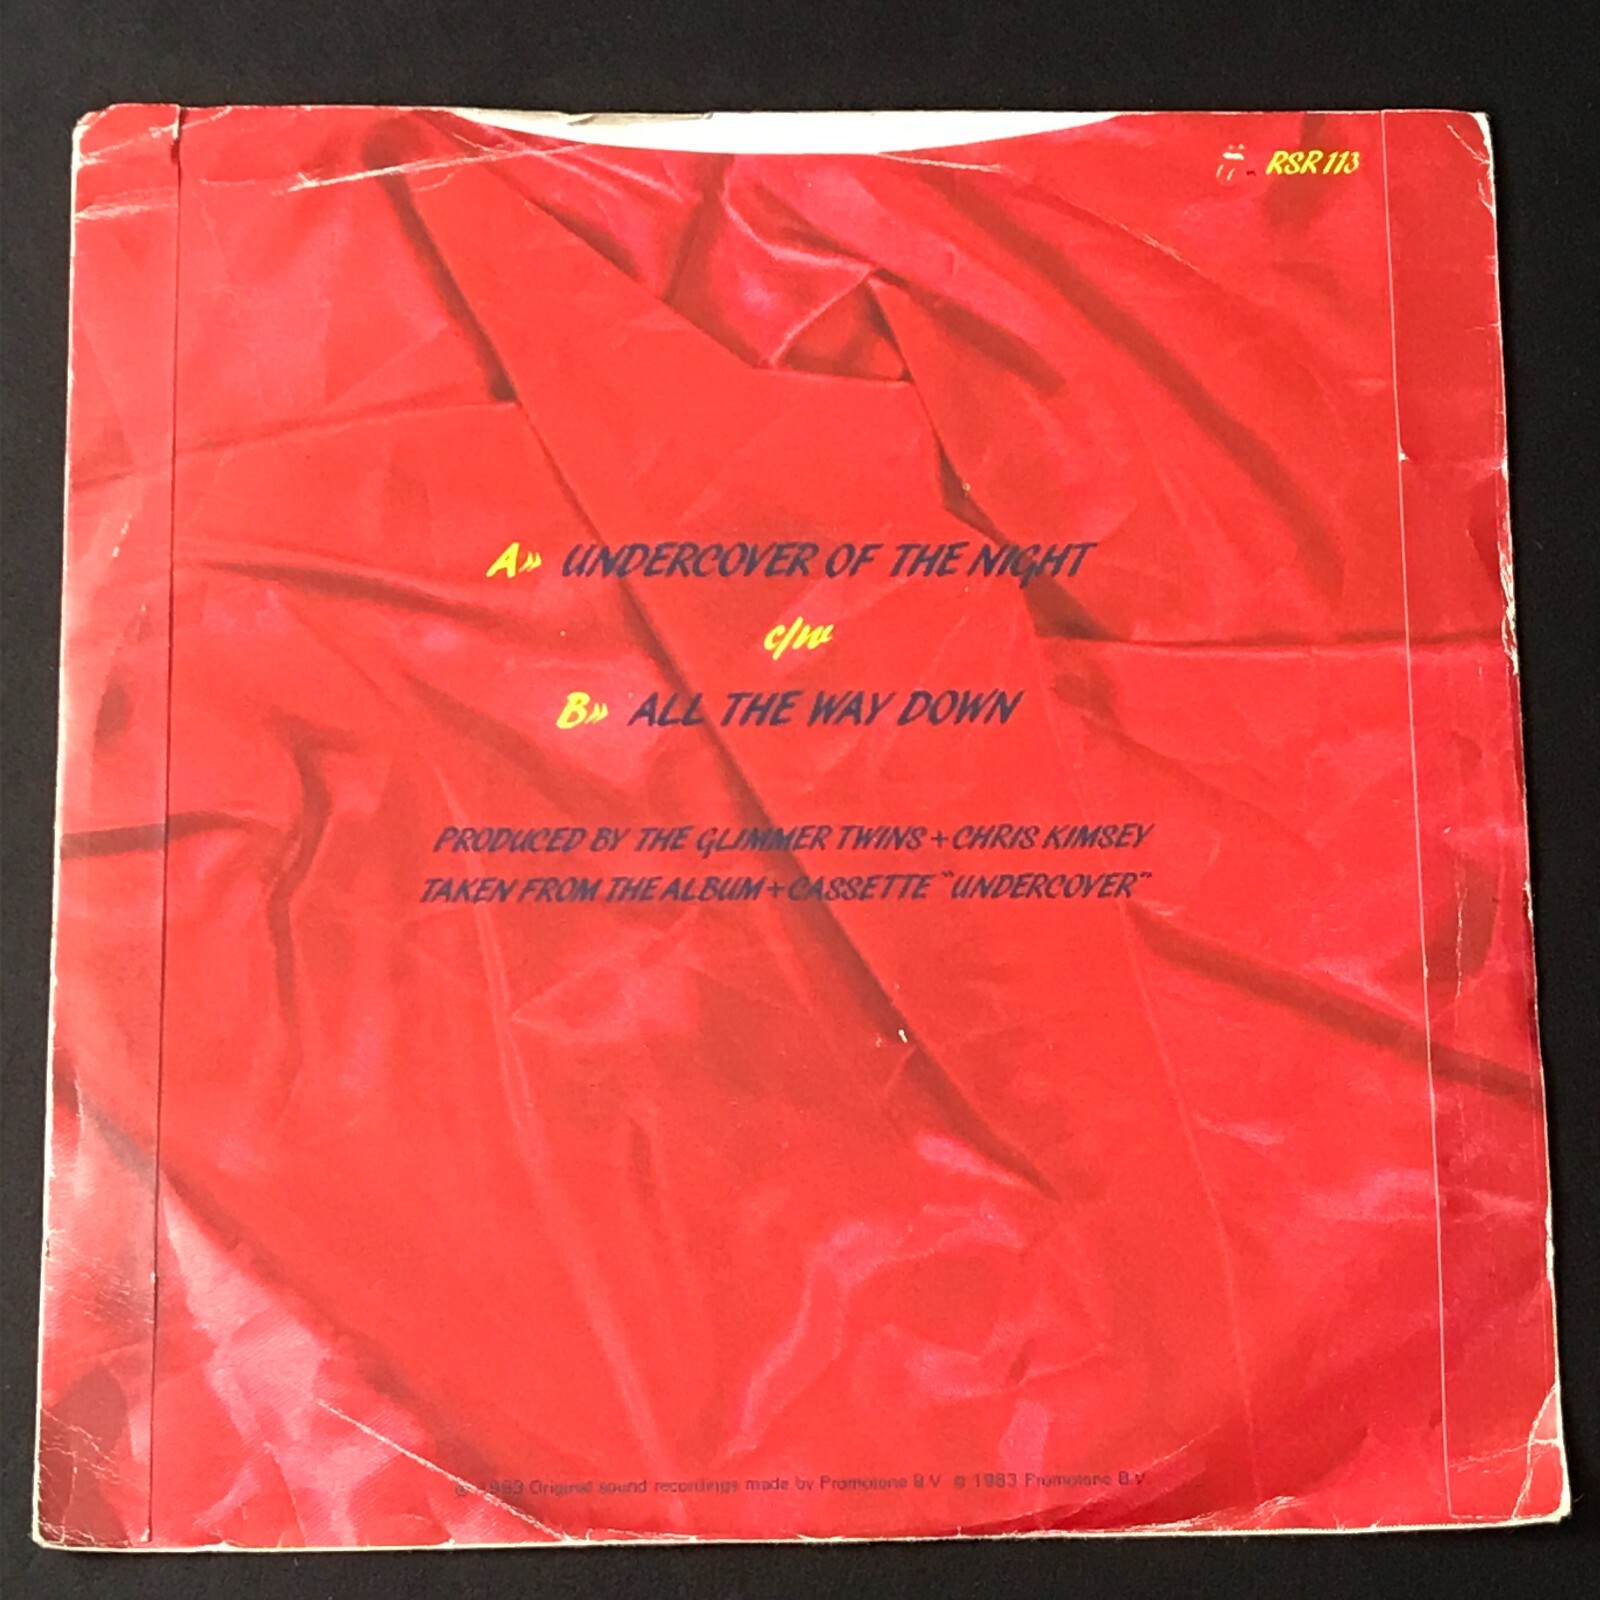 RSR 113
A» UNDERCOVER OF THE NIGHT
c/w
B» ALL THE WAY DOWN
PRODUCED BY THE GLIMMER TWINS + CHRIS KIMSEY
TAKEN FROM THE ALBUM + CASSETTE "UNDERCOVER"
℗ 1983 Original sound recordings made by Promotone B.V. © 1983 Promotone B.V.